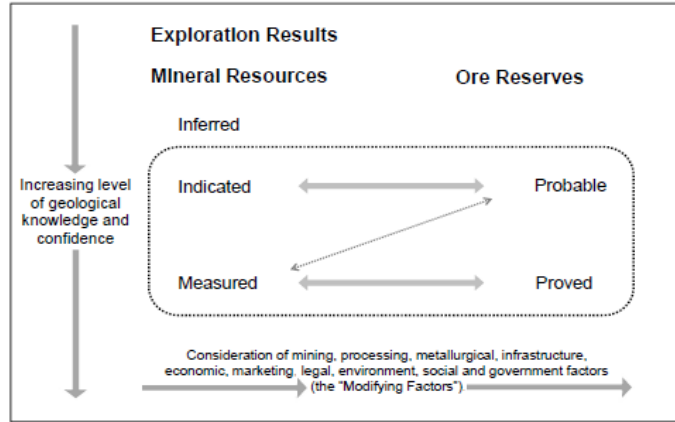 Exploration Results
MIneral Resources
Ore Reserves
Inferred
Increasing level
of geological
knowledge and
confidence
Indicated
Probable
Measured
Proved
Consideration of mining, processing, metallurgical, infrastructure,
economic, marketing, legal, environment, social and government factors
(the “Modifying Factors”)